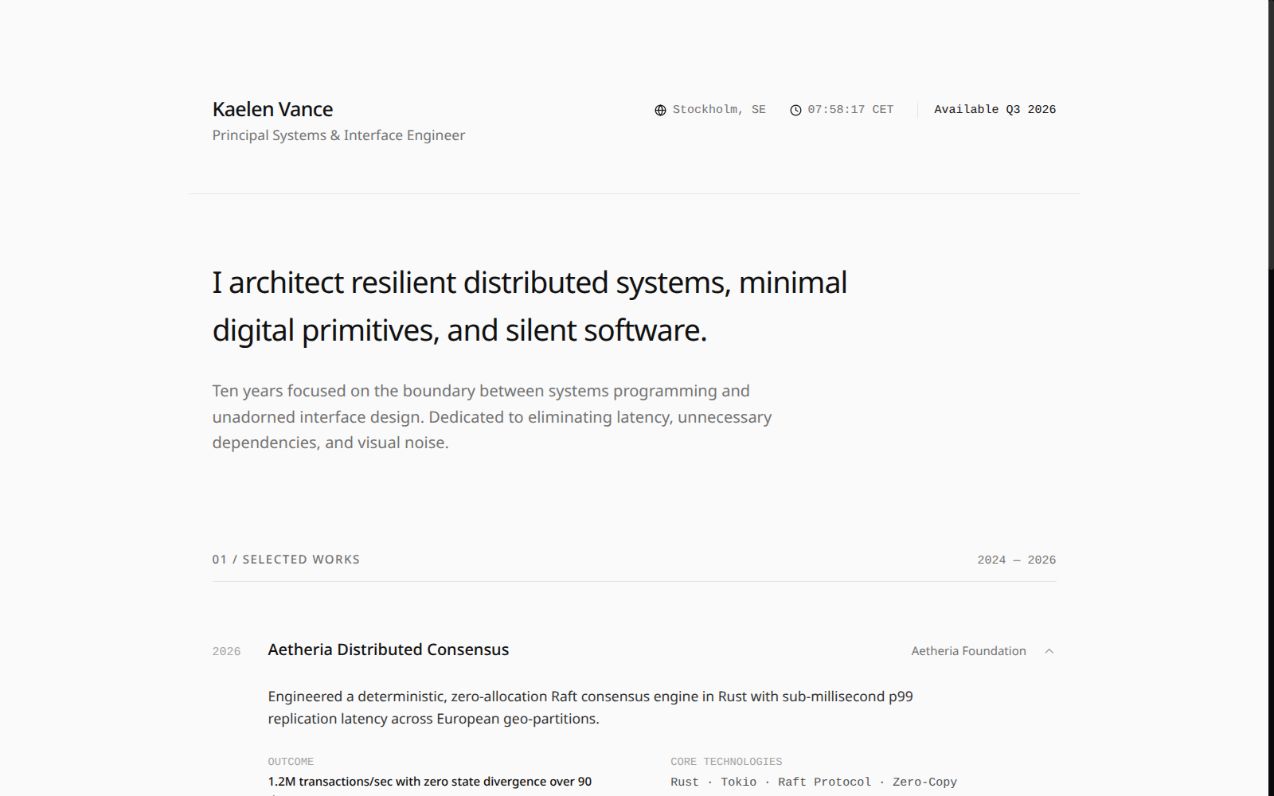 Kaelen Vance
Stockholm, SE
07:58:17 CET
Available Q3 2026
Principal Systems & Interface Engineer
I architect resilient distributed systems, minimal
digital primitives, and silent software.
Ten years focused on the boundary between systems programming and
unadorned interface design. Dedicated to eliminating latency, unnecessary
dependencies, and visual noise.
01 / SELECTED WORKS
2024 — 2026
2026
Aetheria Distributed Consensus
Aetheria Foundation
Engineered a deterministic, zero-allocation Raft consensus engine in Rust with sub-millisecond p99
replication latency across European geo-partitions.
OUTCOME
1.2M transactions/sec with zero state divergence over 90
CORE TECHNOLOGIES
Rust · Tokio · Raft Protocol · Zero-Copy